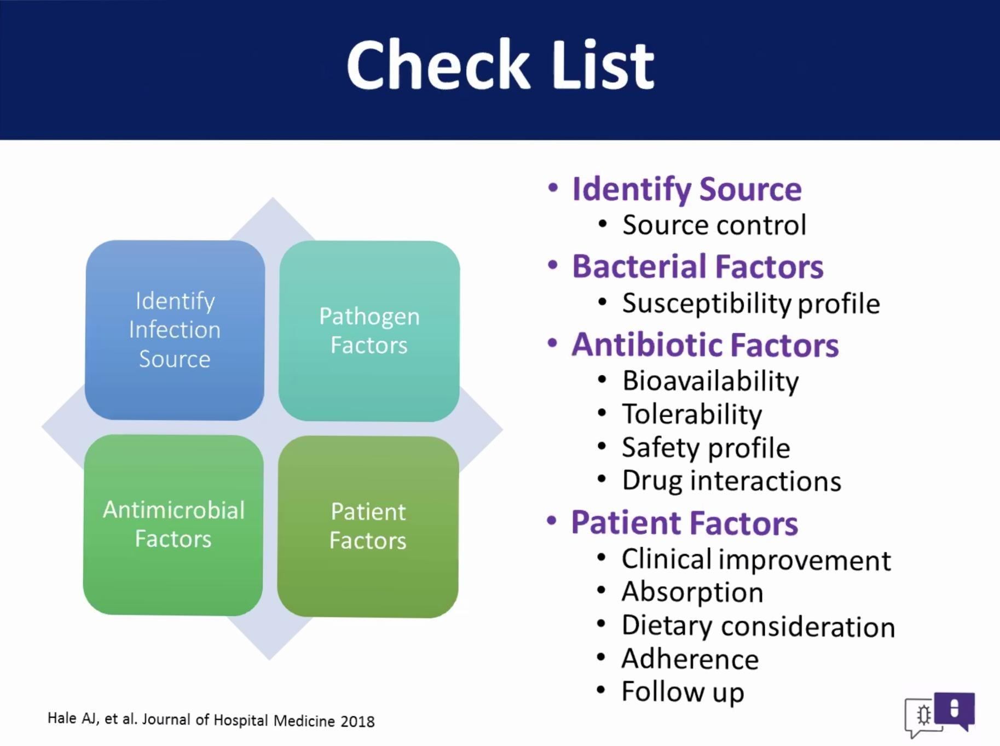 Check List
Identify
Infection
Source
Pathogen
Factors
Antimicrobial
Factors
Patient
Factors
• Identify Source
• Source control
• Bacterial Factors
• Susceptibility profile
• Antibiotic Factors
• Bioavailability
• Tolerability
• Safety profile
• Drug interactions
• Patient Factors
• Clinical improvement
• Absorption
• Dietary consideration
• Adherence
• Follow up
Hale AJ, et al. Journal of Hospital Medicine 2018